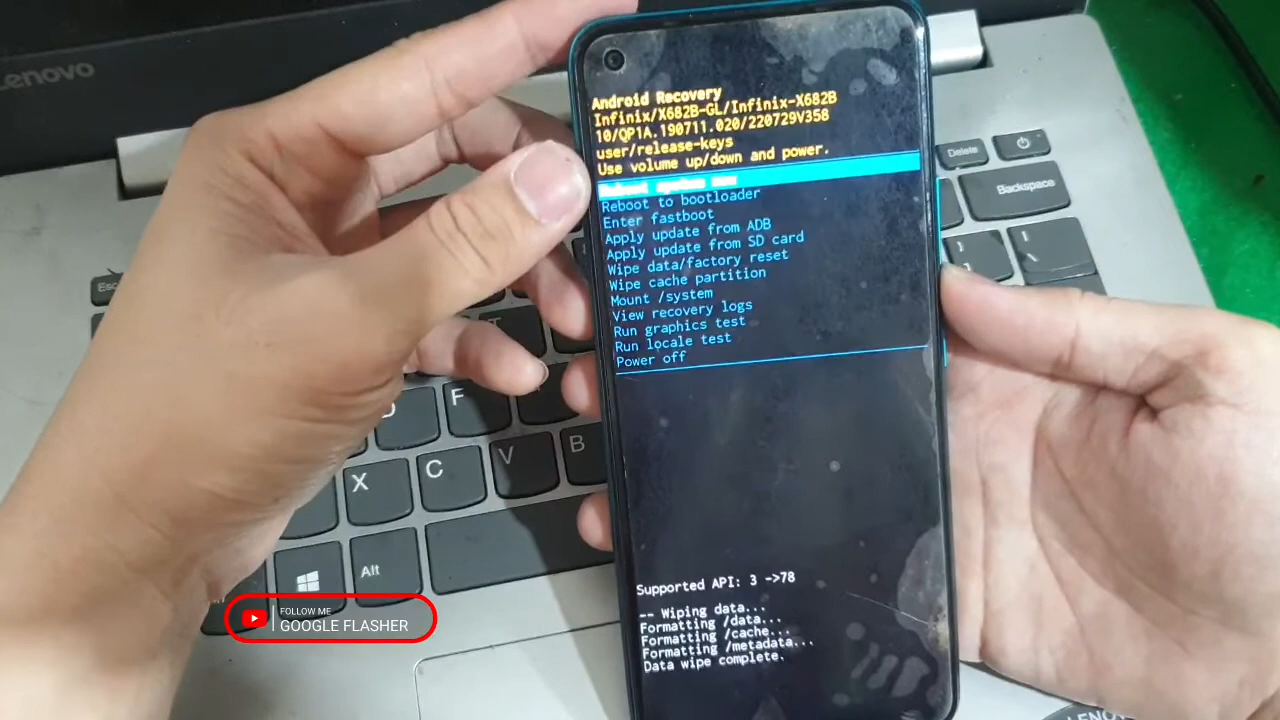 Lenovo
Android Recovery
Infinix/X682B-GL/Infinix-X682B
10/QP1A.190711.020/220729V358
user/release-keys
Use volume up/down and power.
Reboot system now
Reboot to bootloader
Enter fastboot
Apply update from ADB
Apply update from SD card
Wipe data/factory reset
Wipe cache partition
Mount /system
View recovery logs
Run graphics test
Run locale test
Power off
Supported API: 3 ->78
-- Wiping data...
Formatting /data...
Formatting /cache...
Formatting /metadata...
Data wipe complete.
Delete
Backspace
Esc
D
F
X
C
V
B
Alt
FOLLOW ME
GOOGLE FLASHER